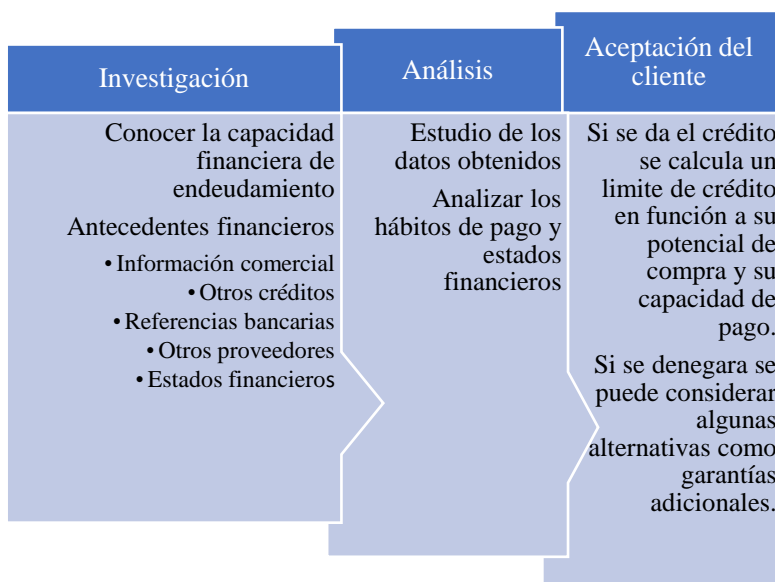 Investigación
Conocer la capacidad
financiera de
endeudamiento
Antecedentes financieros
• Información comercial
• Otros créditos
• Referencias bancarias
• Otros proveedores
• Estados financieros
Análisis
Estudio de los
datos obtenidos
Analizar los
hábitos de pago y
estados
financieros
Aceptación del
cliente
Si se da el crédito
se calcula un
limite de crédito
en función a su
potencial de
compra y su
capacidad de
pago.
Si se denegara se
puede considerar
algunas
alternativas como
garantías
adicionales.